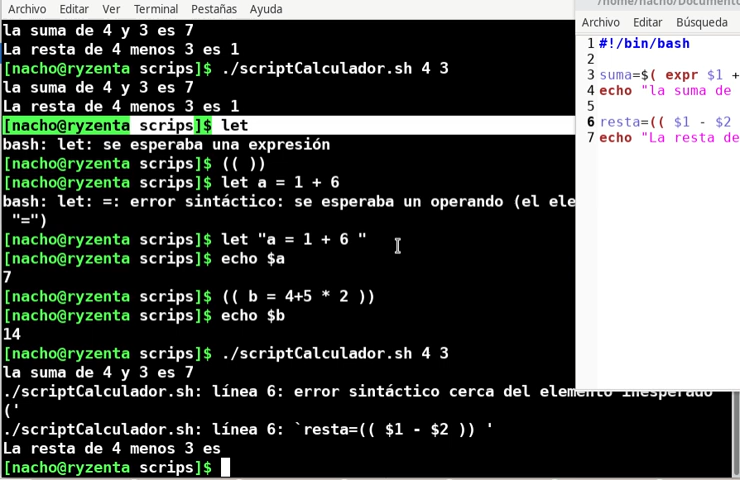 Archivo Editar Ver Terminal Pestañas Ayuda
la suma de 4 y 3 es 7
La resta de 4 menos 3 es 1
[nacho@ryzenta scrips]$ ./scriptCalculador.sh 4 3
la suma de 4 y 3 es 7
La resta de 4 menos 3 es 1
[nacho@ryzenta scrips]$ let
bash: let: se esperaba una expresión
[nacho@ryzenta scrips]$ (( ))
[nacho@ryzenta scrips]$ let a = 1 + 6
bash: let: =: error sintáctico: se esperaba un operando (el ele
"=")
[nacho@ryzenta scrips]$ let "a = 1 + 6 "
[nacho@ryzenta scrips]$ echo $a
7
[nacho@ryzenta scrips]$ (( b = 4+5 * 2 ))
[nacho@ryzenta scrips]$ echo $b
14
[nacho@ryzenta scrips]$ ./scriptCalculador.sh 4 3
la suma de 4 y 3 es 7
./scriptCalculador.sh: línea 6: error sintáctico cerca del elemento inesperado
('
./scriptCalculador.sh: línea 6: `resta=(( $1 - $2 )) '
La resta de 4 menos 3 es
[nacho@ryzenta scrips]$
/home/nacho/Documento
Archivo Editar Búsqueda
1 #!/bin/bash
2
3 suma=$( expr $1 +
4 echo "la suma de
5
6 resta=(( $1 - $2
7 echo "La resta de